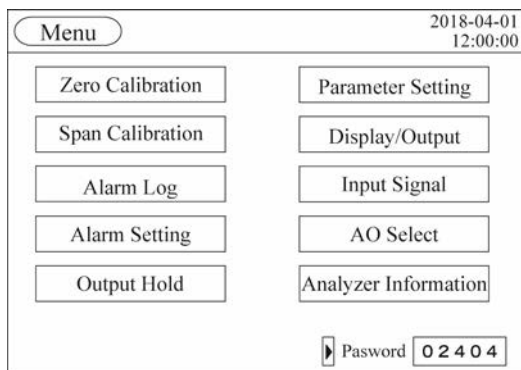 Menu
2018-04-01
12:00:00
Zero Calibration
Parameter Setting
Span Calibration
Display/Output
Alarm Log
Input Signal
Alarm Setting
AO Select
Output Hold
Analyzer Information
Pasword 02404